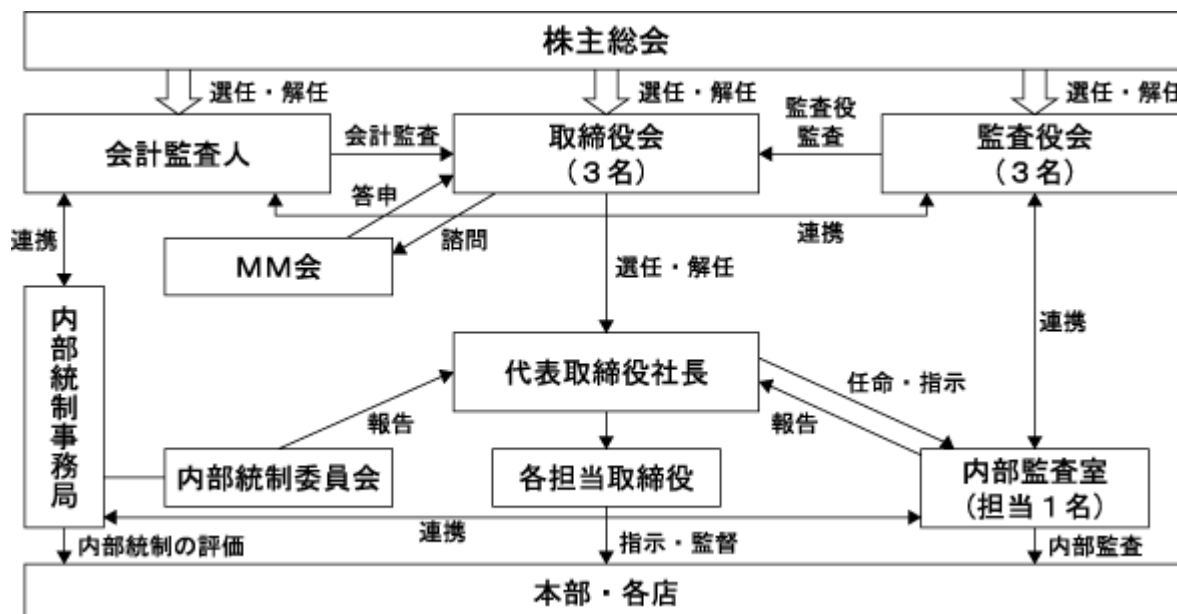 株主総会
選任・解任
選任・解任
選任・解任
会計監査人
会計監査
取締役会
(3名)
監査役
監査
監査役会
(3名)
答申
諮問
連携
連携
MM会
選任・解任
内部統制事務局
連携
代表取締役社長
任命・指示
報告
報告
内部統制委員会
各担当取締役
内部監査室
(担当1名)
連携
内部統制の評価
指示・監督
内部監査
本部・各店